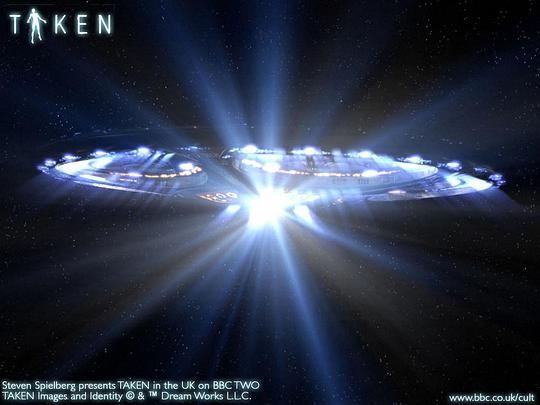 TAKEN
Steven Spielberg presents TAKEN in the UK on BBC TWO
TAKEN Images and Identity © & ™ Dream Works L.L.C.
www.bbc.co.uk/cult